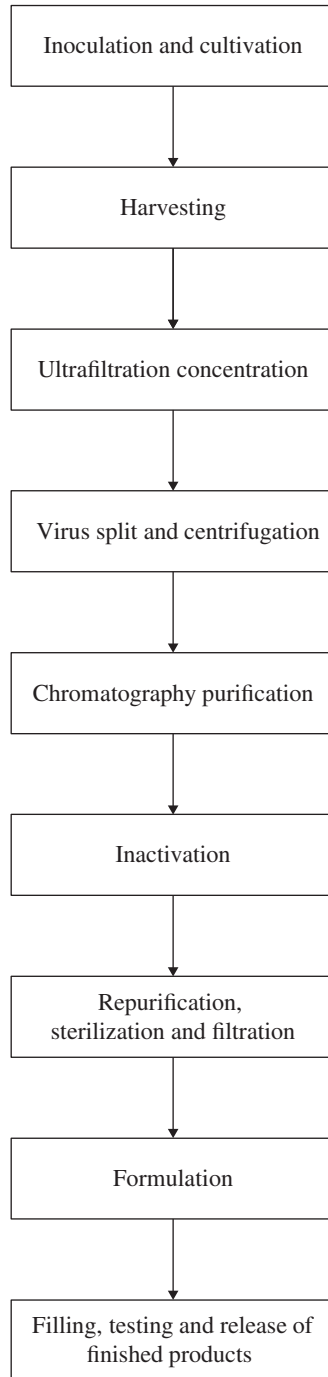 Inoculation and cultivation
Harvesting
Ultrafiltration concentration
Virus split and centrifugation
Chromatography purification
Inactivation
Repurification,
sterilization and filtration
Formulation
Filling, testing and release of
finished products